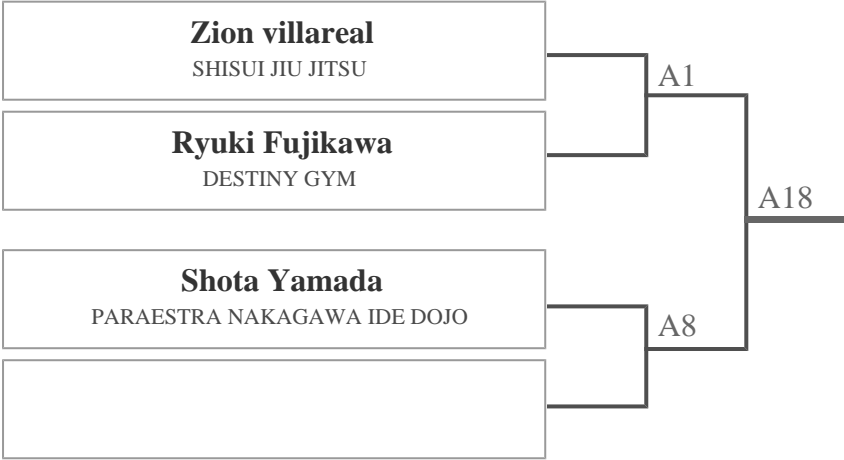 Zion villareal
SHISUI JIU JITSU
A1
Ryuki Fujikawa
DESTINY GYM
A18
Shota Yamada
PARAESTRA NAKAGAWA IDE DOJO
A8